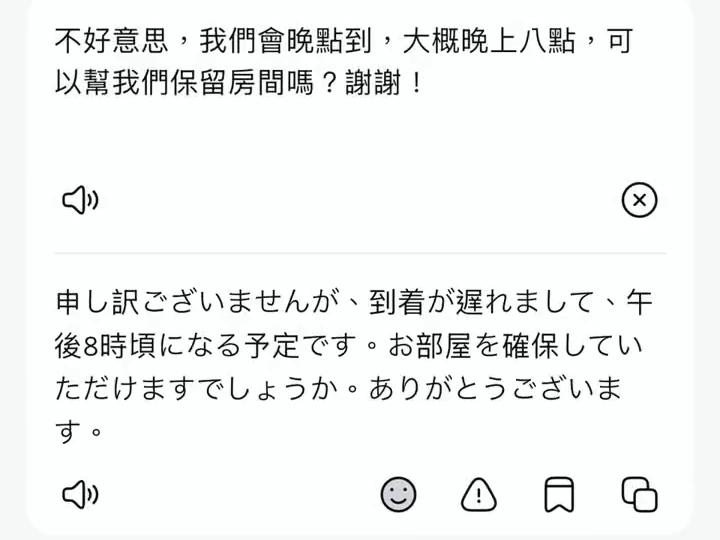 不好意思，我們會晚點到，大概晚上八點，可
以幫我們保留房間嗎？謝謝！
申し訳ございませんが、到着が遅れまして、午
後8時頃になる予定です。お部屋を確保してい
ただけますでしょうか。ありがとうございま
す。